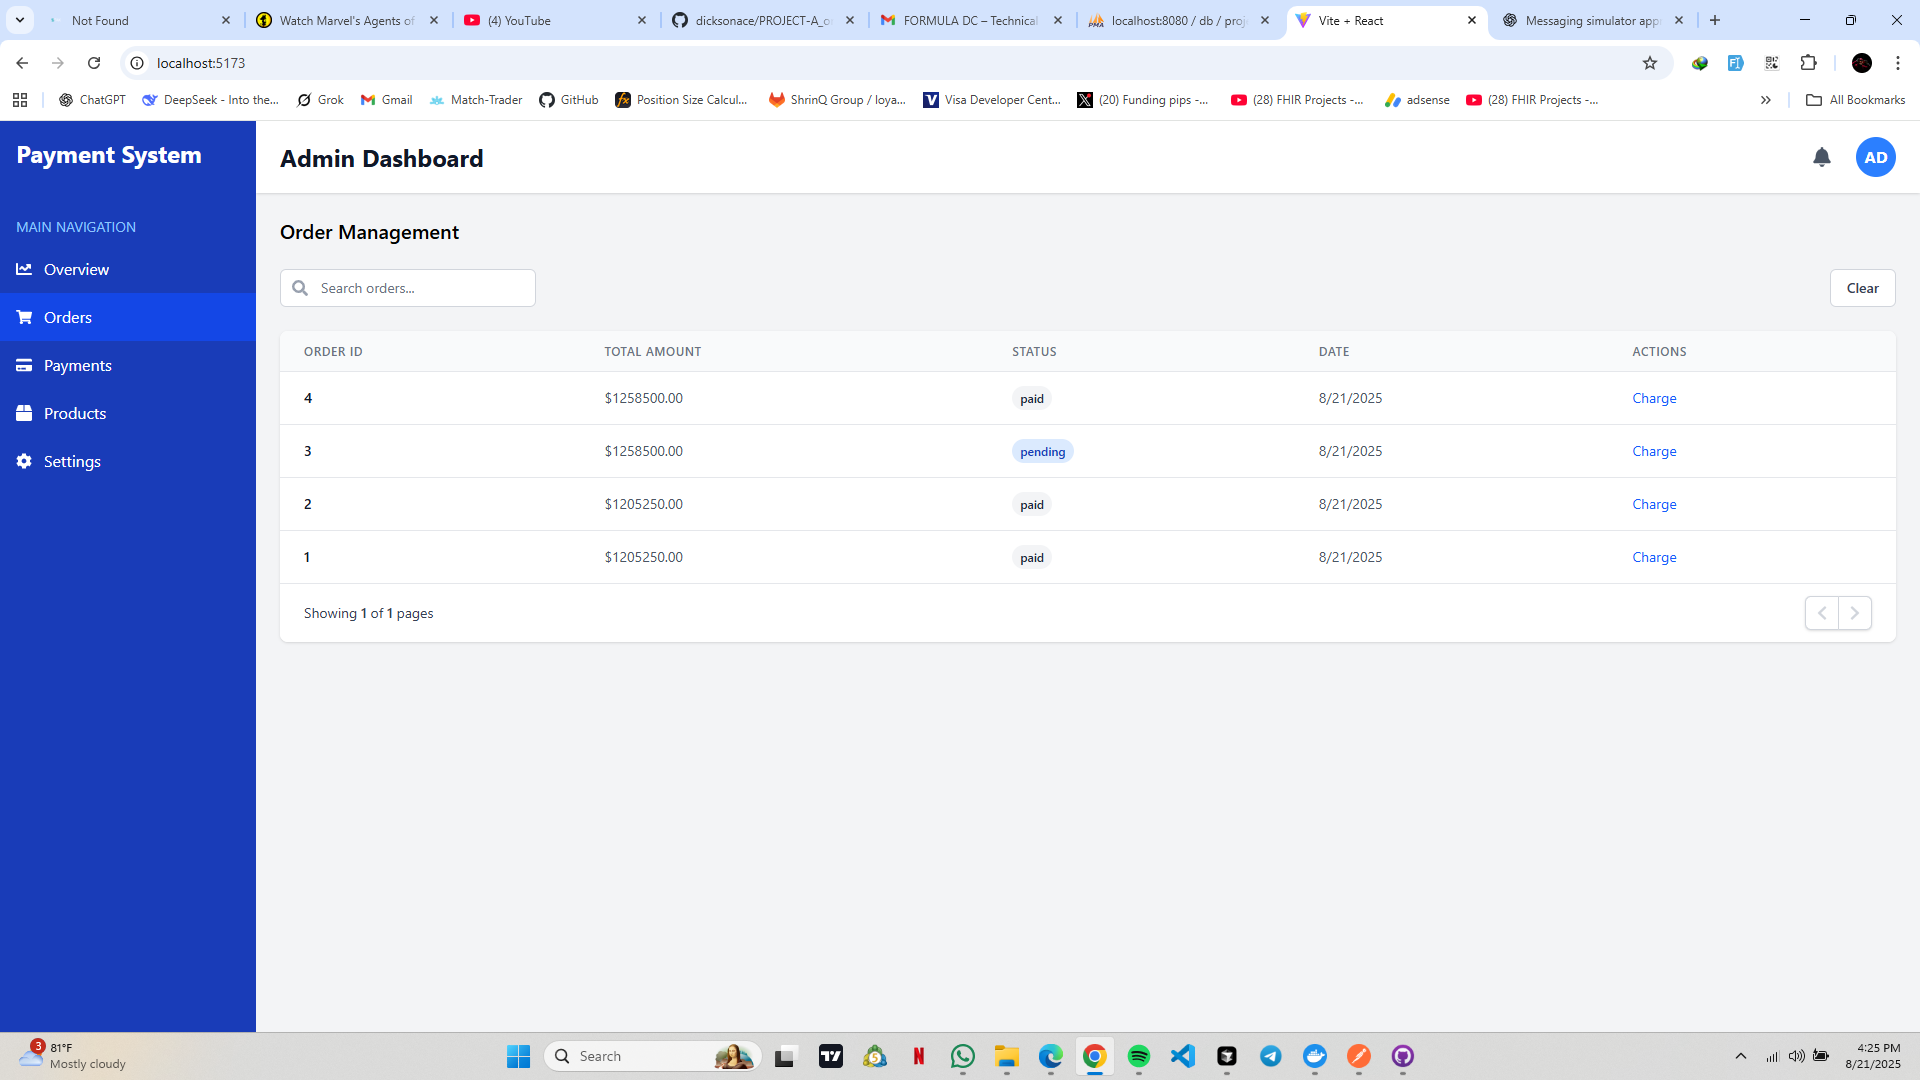 Not Found
Watch Marvel's Agents of
(4) YouTube
dicksonace/PROJECT-A_o
FORMULA DC – Technical
localhost:8080 / db / proj
Vite + React
Messaging simulator app
localhost:5173
ChatGPT
DeepSeek - Into the...
Grok
Gmail
Match-Trader
GitHub
Position Size Calcul...
ShrinQ Group / loya...
Visa Developer Cent...
(20) Funding pips -...
(28) FHIR Projects -...
adsense
(28) FHIR Projects -...
All Bookmarks
Payment System
MAIN NAVIGATION
Overview
Orders
Payments
Products
Settings
Admin Dashboard
AD
Order Management
Search orders...
Clear
ORDER ID TOTAL AMOUNT STATUS DATE ACTIONS
4 $1258500.00 paid 8/21/2025 Charge
3 $1258500.00 pending 8/21/2025 Charge
2 $1205250.00 paid 8/21/2025 Charge
1 $1205250.00 paid 8/21/2025 Charge
Showing 1 of 1 pages
3
81°F
Mostly cloudy
Search
4:25 PM
8/21/2025